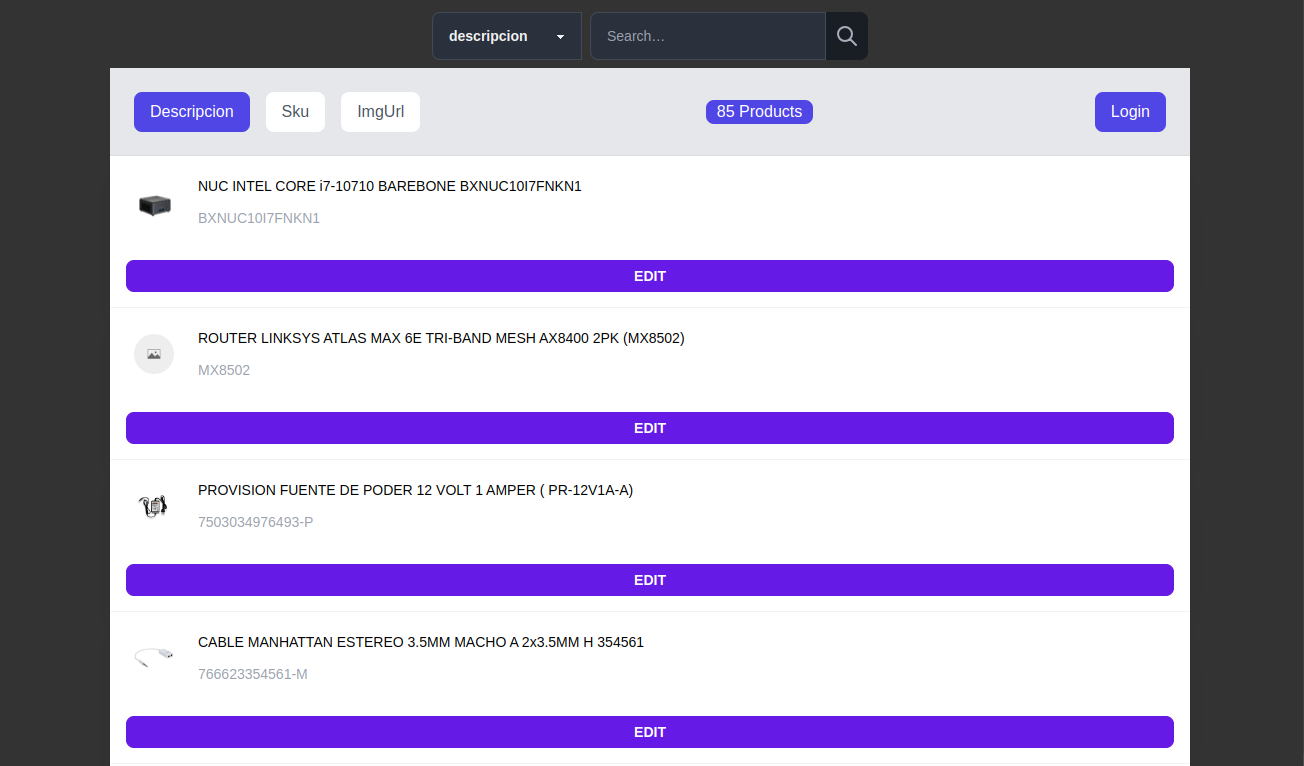 descripcion
Search…
Descripcion
Sku
ImgUrl
85 Products
Login
NUC INTEL CORE i7-10710 BAREBONE BXNUC10I7FNKN1
BXNUC10I7FNKN1
EDIT
ROUTER LINKSYS ATLAS MAX 6E TRI-BAND MESH AX8400 2PK (MX8502)
MX8502
EDIT
PROVISION FUENTE DE PODER 12 VOLT 1 AMPER ( PR-12V1A-A)
7503034976493-P
EDIT
CABLE MANHATTAN ESTEREO 3.5MM MACHO A 2x3.5MM H 354561
766623354561-M
EDIT